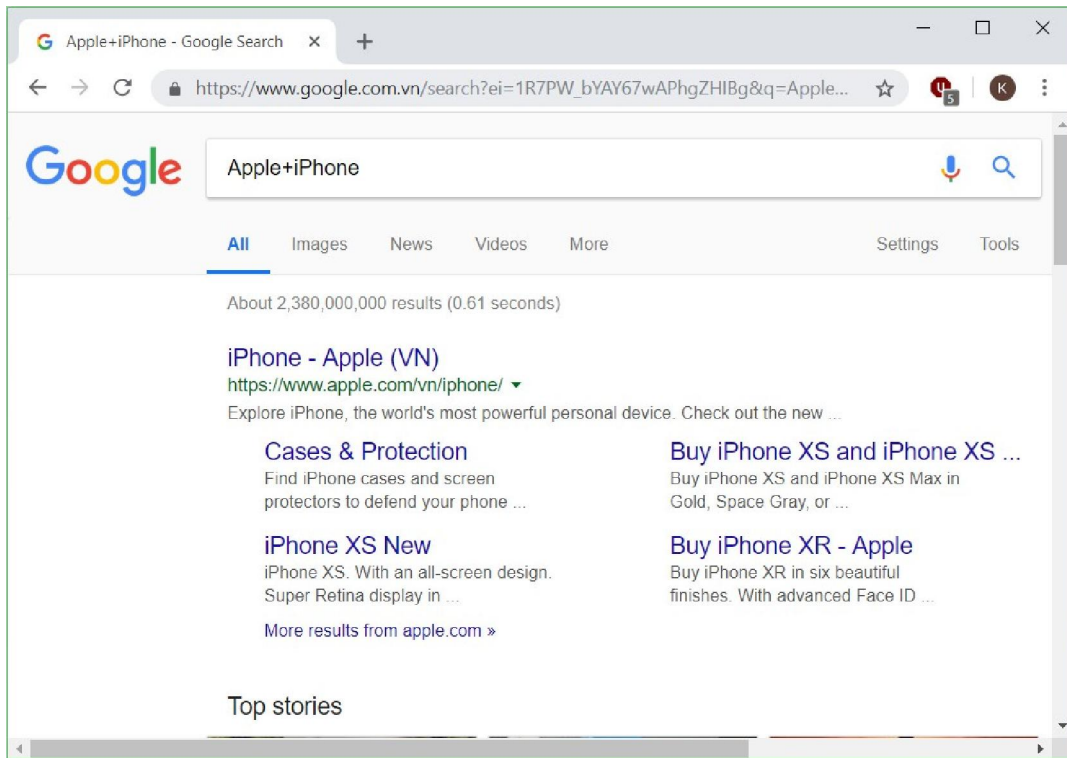 Apple+iPhone - Google Search
https://www.google.com.vn/search?ei=1R7PW_bYAY67wAPhgZHIBg&q=Apple...
5
K
Google
Apple+iPhone
All Images News Videos More Settings Tools
About 2,380,000,000 results (0.61 seconds)
iPhone - Apple (VN)
https://www.apple.com/vn/iphone/
Explore iPhone, the world's most powerful personal device. Check out the new ...
Cases & Protection
Find iPhone cases and screen
protectors to defend your phone ...
Buy iPhone XS and iPhone XS ...
Buy iPhone XS and iPhone XS Max in
Gold, Space Gray, or ...
iPhone XS New
iPhone XS. With an all-screen design.
Super Retina display in ...
Buy iPhone XR - Apple
Buy iPhone XR in six beautiful
finishes. With advanced Face ID ...
More results from apple.com »
Top stories